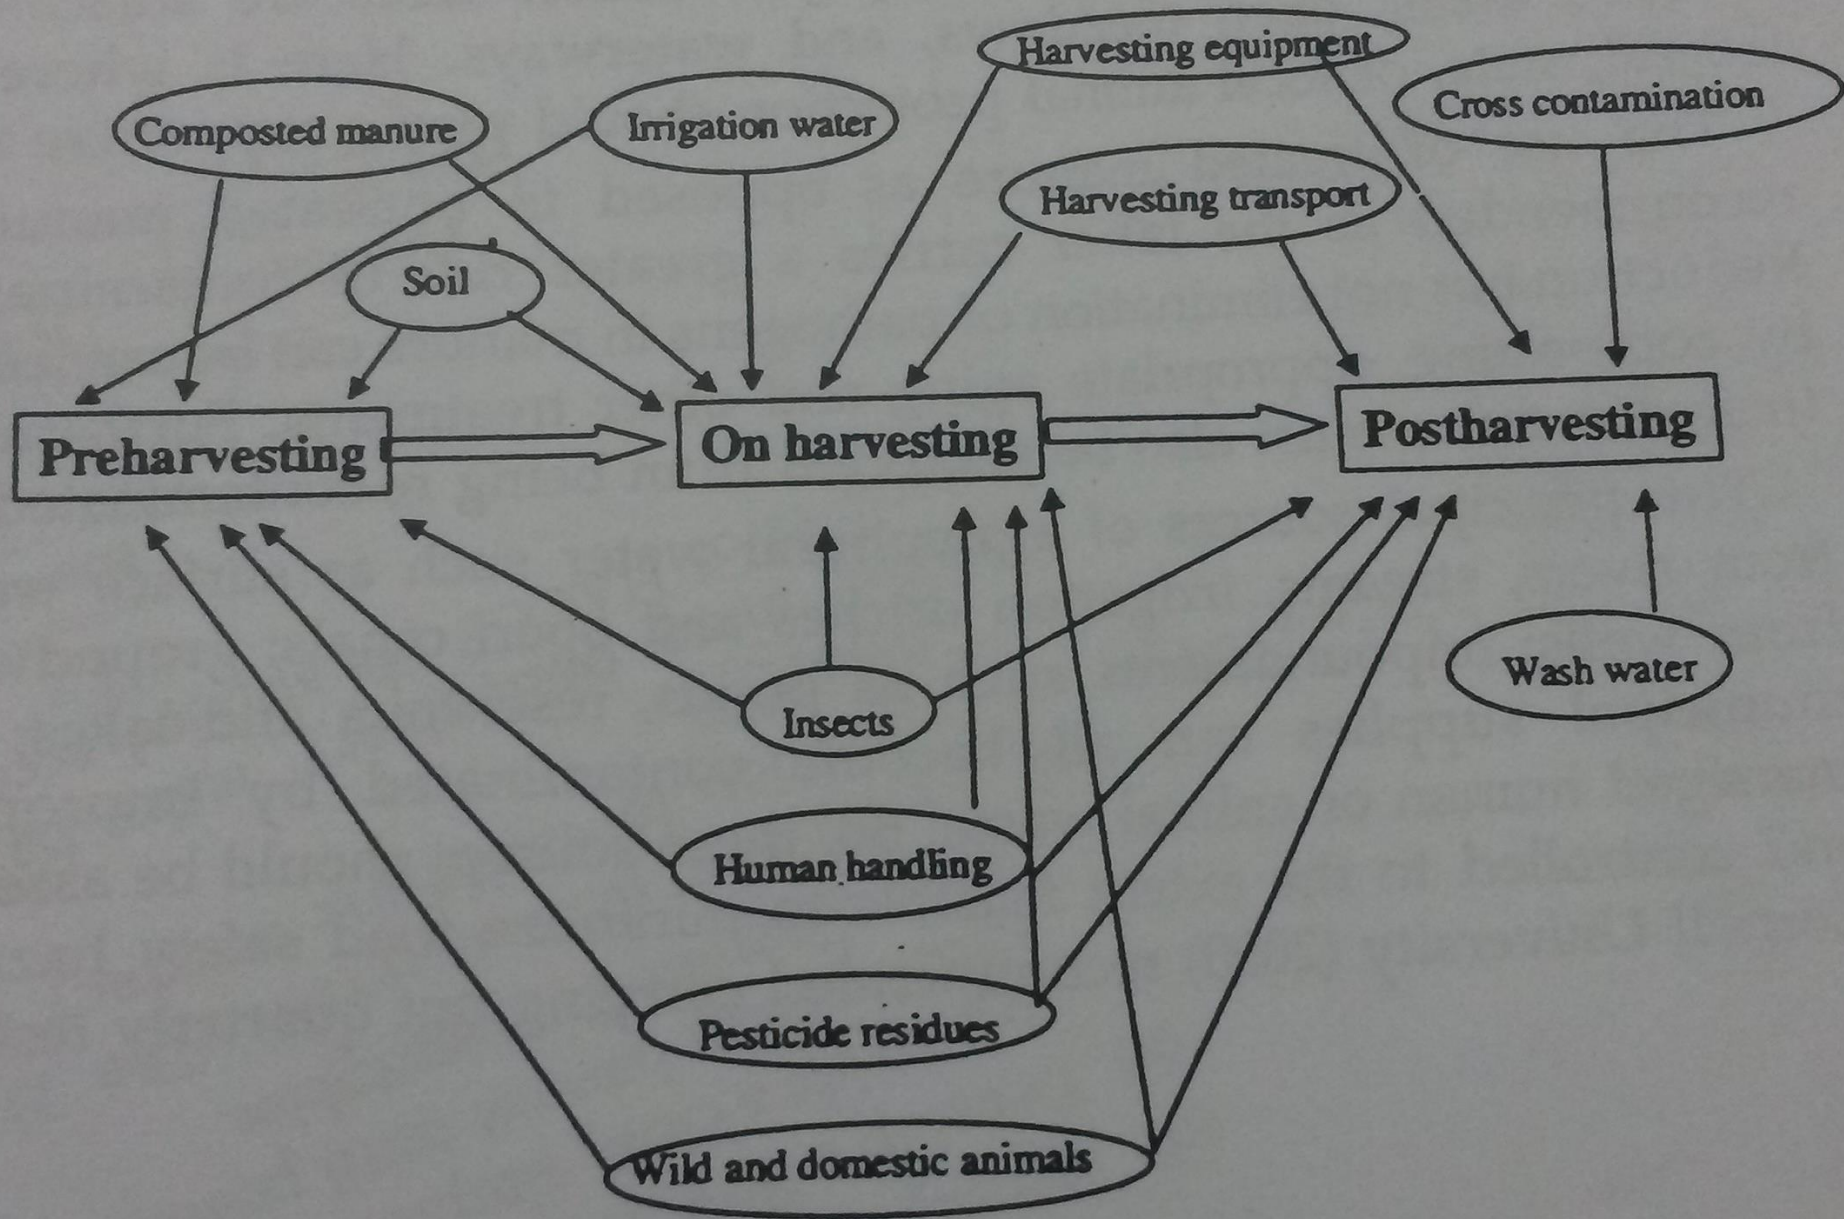 Harvesting equipment
Cross contamination
Composted manure
Irrigation water
Harvesting transport
Soil
Preharvesting
On harvesting
Postharvesting
Insects
Wash water
Human handling
Pesticide residues
Wild and domestic animals